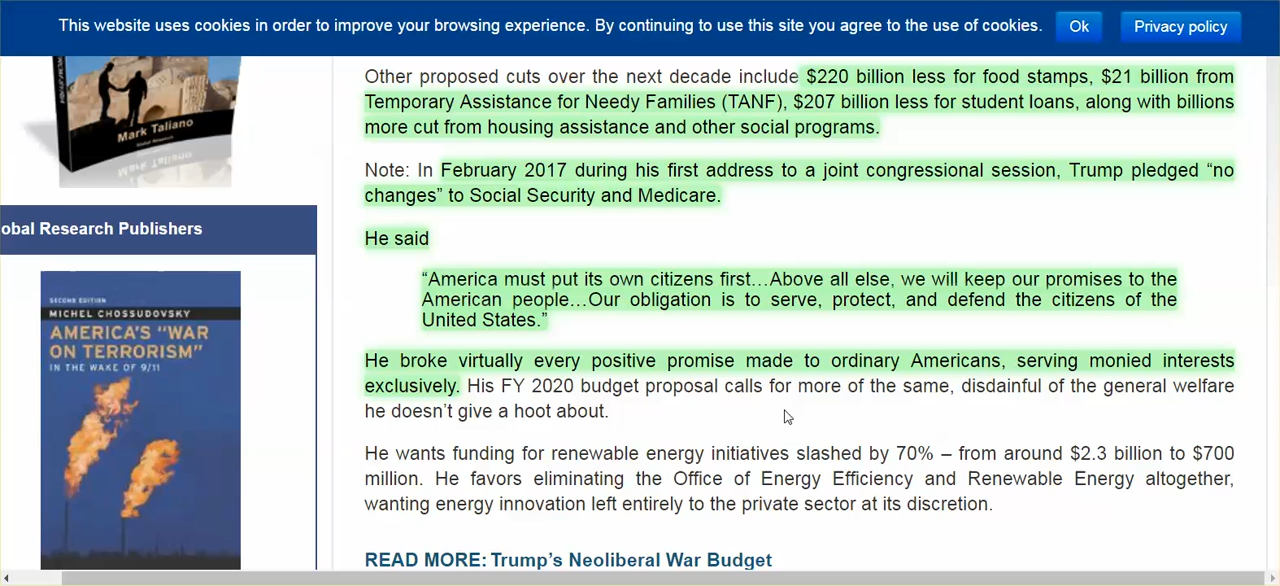 This website uses cookies in order to improve your browsing experience. By continuing to use this site you agree to the use of cookies.
Ok
Privacy policy
Mark Taliano
obal Research Publishers
SECOND EDITION
MICHEL CHOSSUDOVSKY
AMERICA'S "WAR
ON TERRORISM"
IN THE WAKE OF 9/11
Other proposed cuts over the next decade include $220 billion less for food stamps, $21 billion from
Temporary Assistance for Needy Families (TANF), $207 billion less for student loans, along with billions
more cut from housing assistance and other social programs.
Note: In February 2017 during his first address to a joint congressional session, Trump pledged “no
changes” to Social Security and Medicare.
He said
“America must put its own citizens first…Above all else, we will keep our promises to the
American people…Our obligation is to serve, protect, and defend the citizens of the
United States.”
He broke virtually every positive promise made to ordinary Americans, serving monied interests
exclusively. His FY 2020 budget proposal calls for more of the same, disdainful of the general welfare
he doesn’t give a hoot about.
He wants funding for renewable energy initiatives slashed by 70% – from around $2.3 billion to $700
million. He favors eliminating the Office of Energy Efficiency and Renewable Energy altogether,
wanting energy innovation left entirely to the private sector at its discretion.
READ MORE: Trump’s Neoliberal War Budget